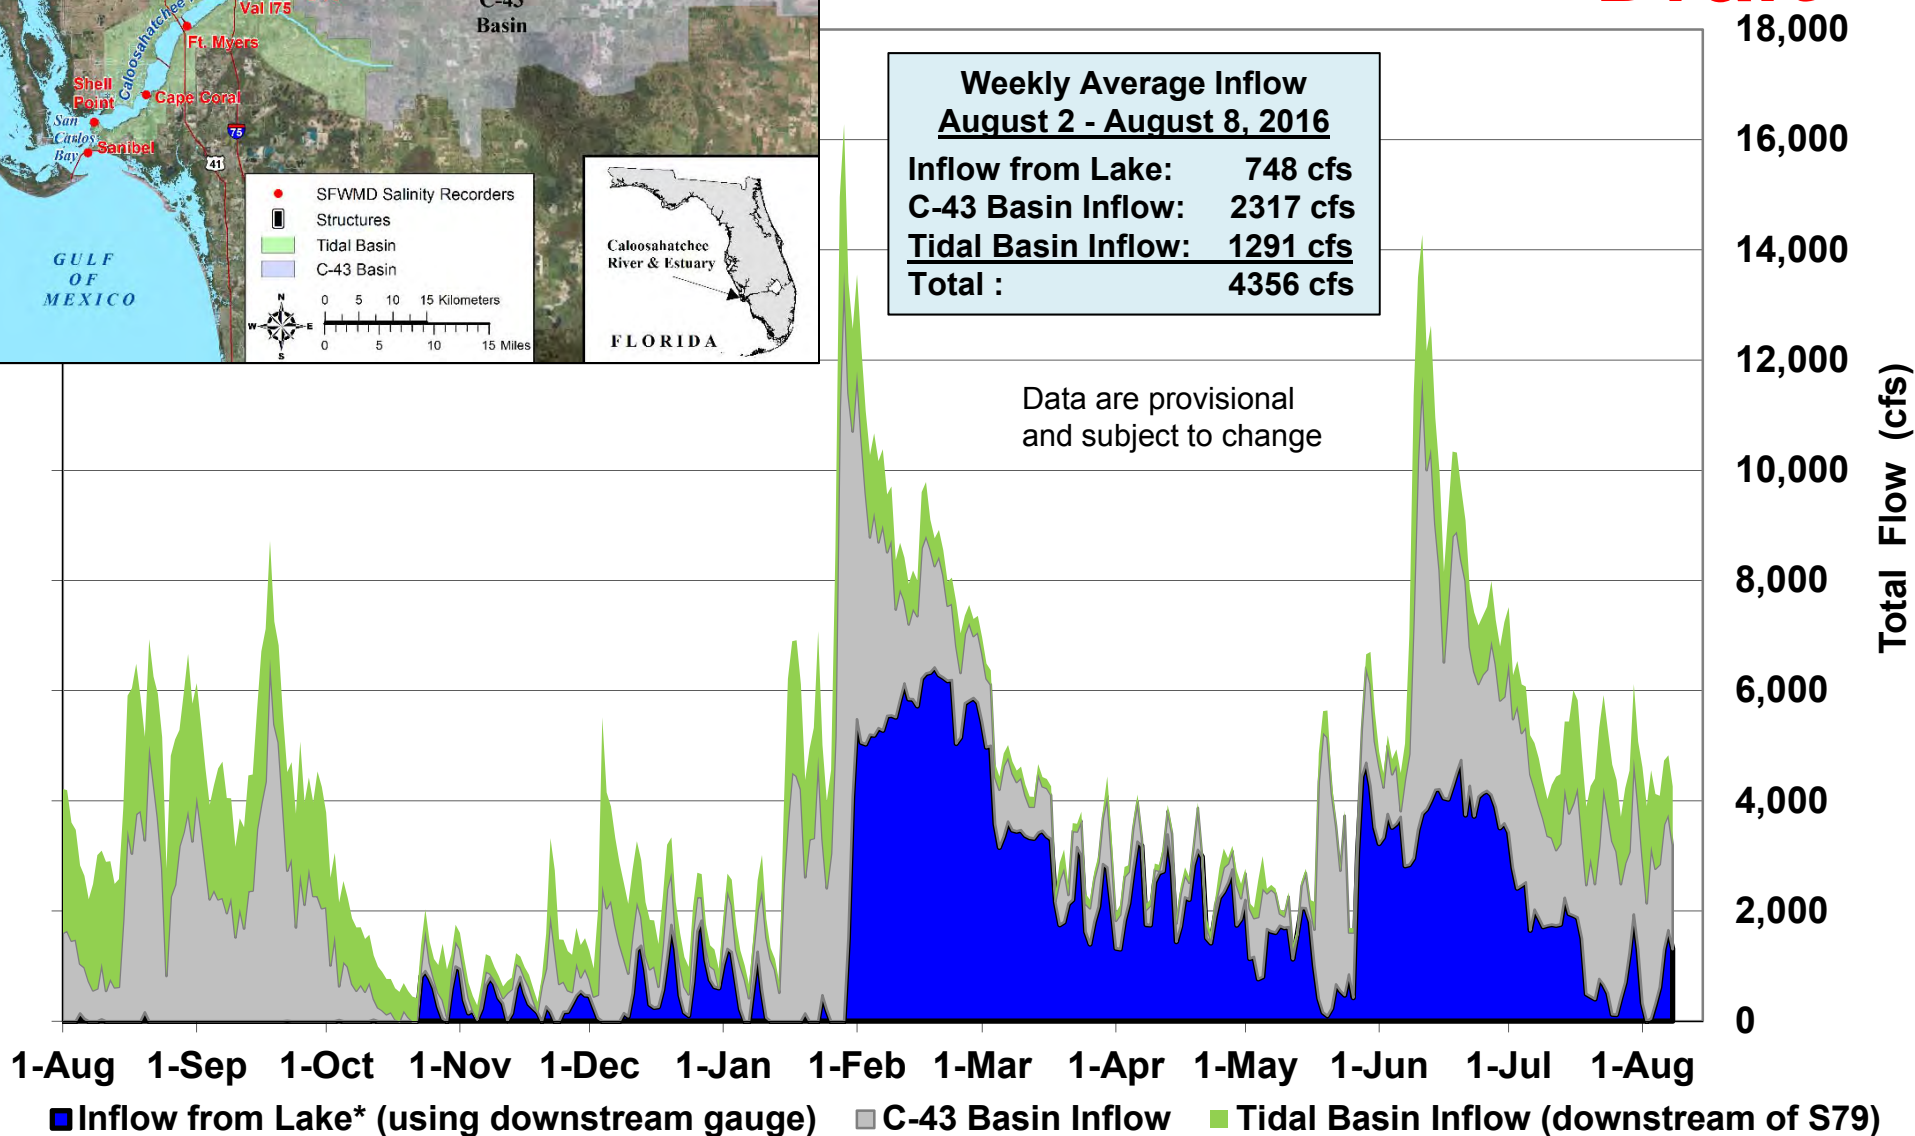 Val I75
C-43
Basin
Caloosahatchee
Ft. Myers
Shell
Point
Cape Coral
San
Carlos
Bay
Sanibel
75
41
GULF
OF
MEXICO
SFWMD Salinity Recorders
Structures
Tidal Basin
C-43 Basin
N
W E
S
0 5 10 15 Kilometers
0 5 10 15 Miles
Caloosahatchee
River & Estuary
FLORIDA
Weekly Average Inflow
August 2 - August 8, 2016
Inflow from Lake: 748 cfs
C-43 Basin Inflow: 2317 cfs
Tidal Basin Inflow: 1291 cfs
Total : 4356 cfs
Data are provisional
and subject to change
18,000
16,000
14,000
12,000
10,000
8,000
6,000
4,000
2,000
0
Total Flow (cfs)
1-Aug 1-Sep 1-Oct 1-Nov 1-Dec 1-Jan 1-Feb 1-Mar 1-Apr 1-May 1-Jun 1-Jul 1-Aug
Inflow from Lake* (using downstream gauge) C-43 Basin Inflow Tidal Basin Inflow (downstream of S79)